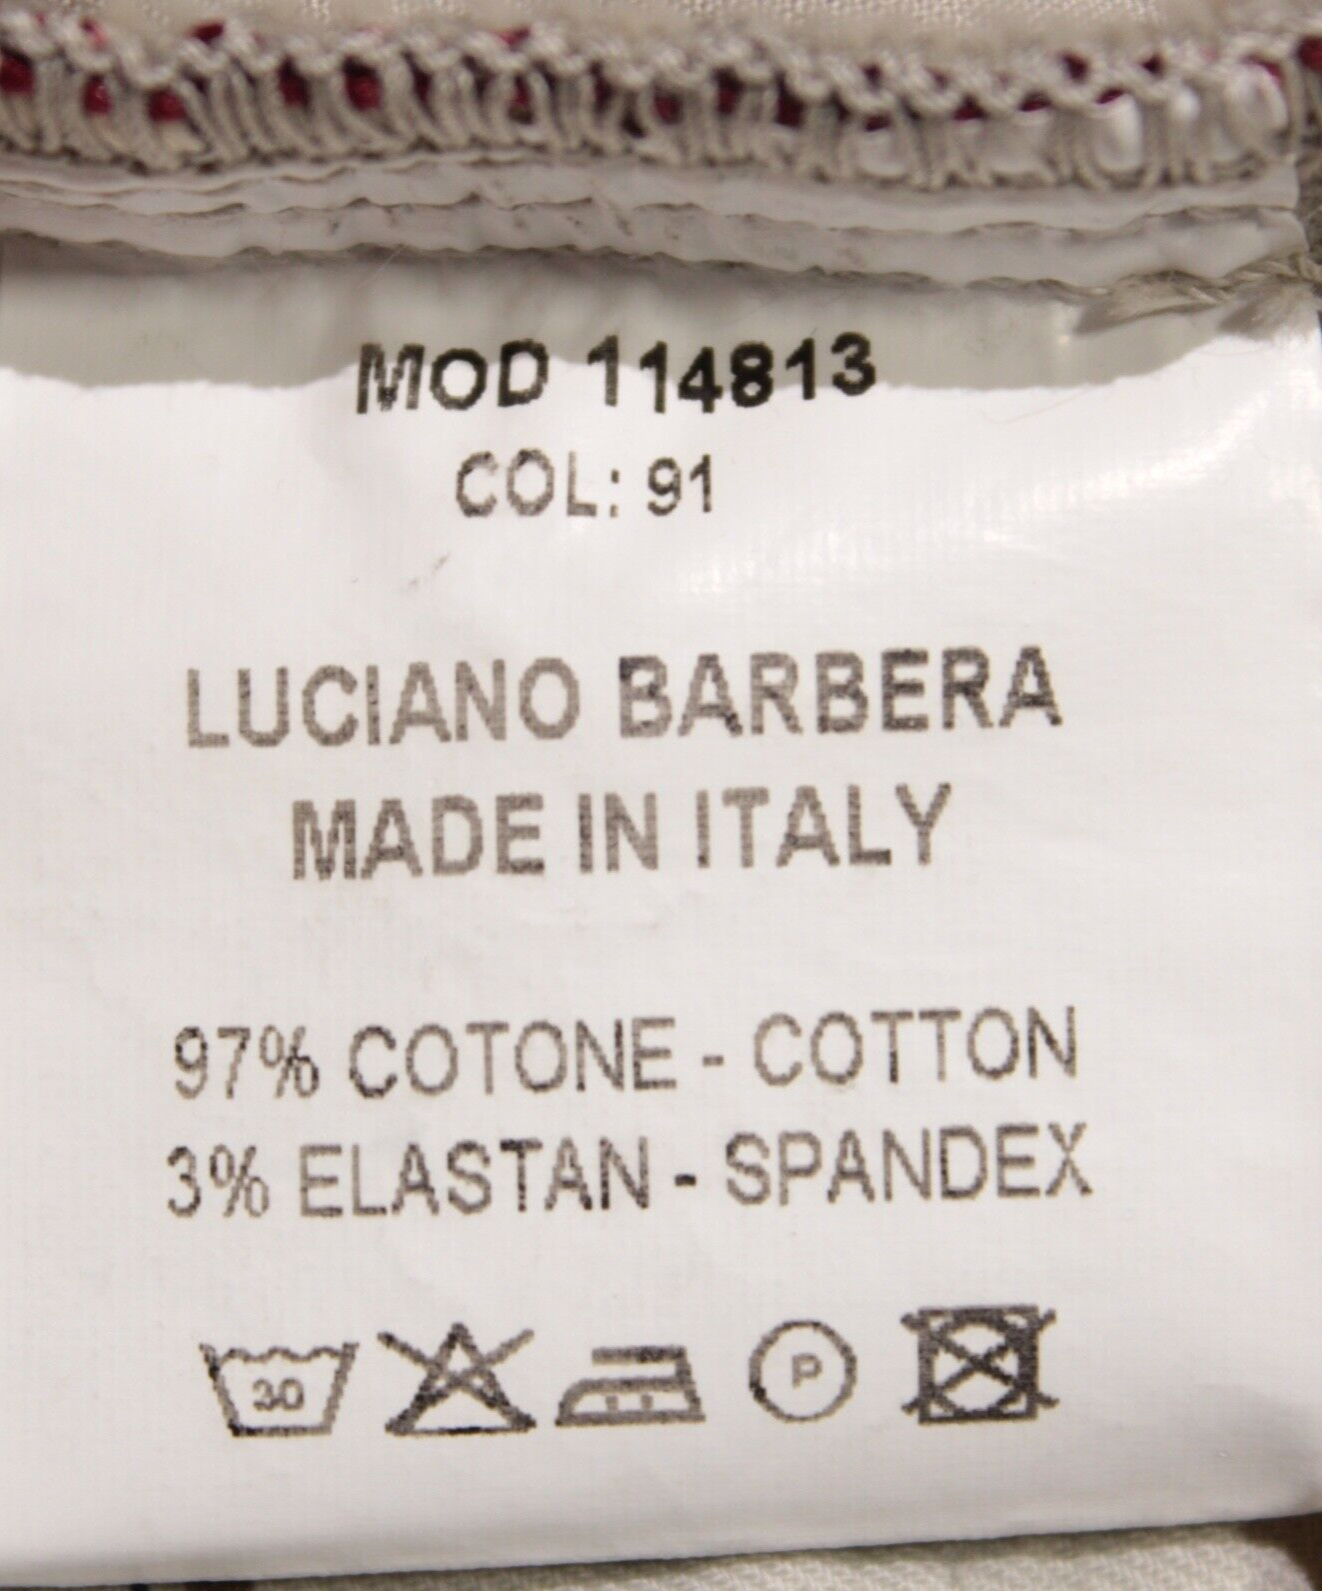 MOD 114813
COL: 91
LUCIANO BARBERA
MADE IN ITALY
97% COTONE - COTTON
3% ELASTAN - SPANDEX
30 P